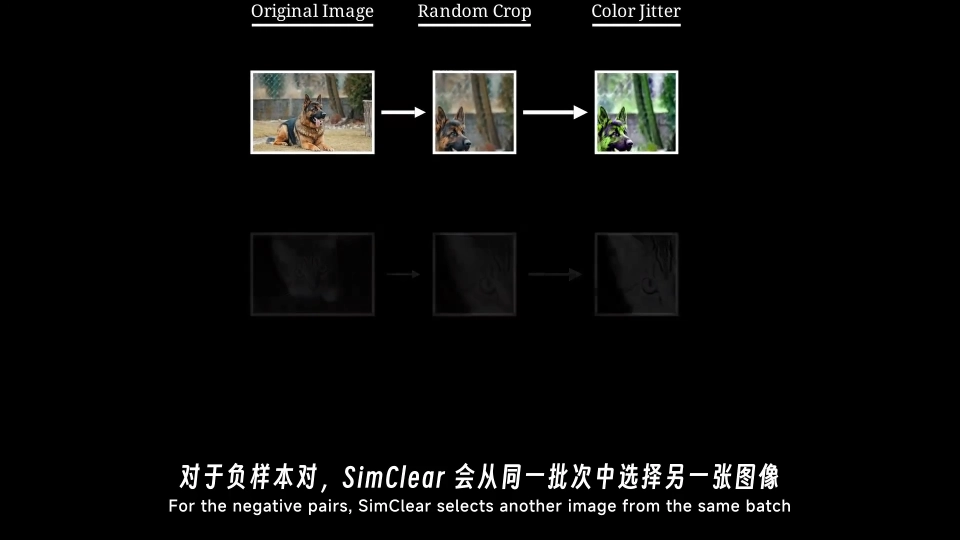 Original Image
Random Crop
Color Jitter
对于负样本对，SimClear 会从同一批次中选择另一张图像
For the negative pairs, SimClear selects another image from the same batch